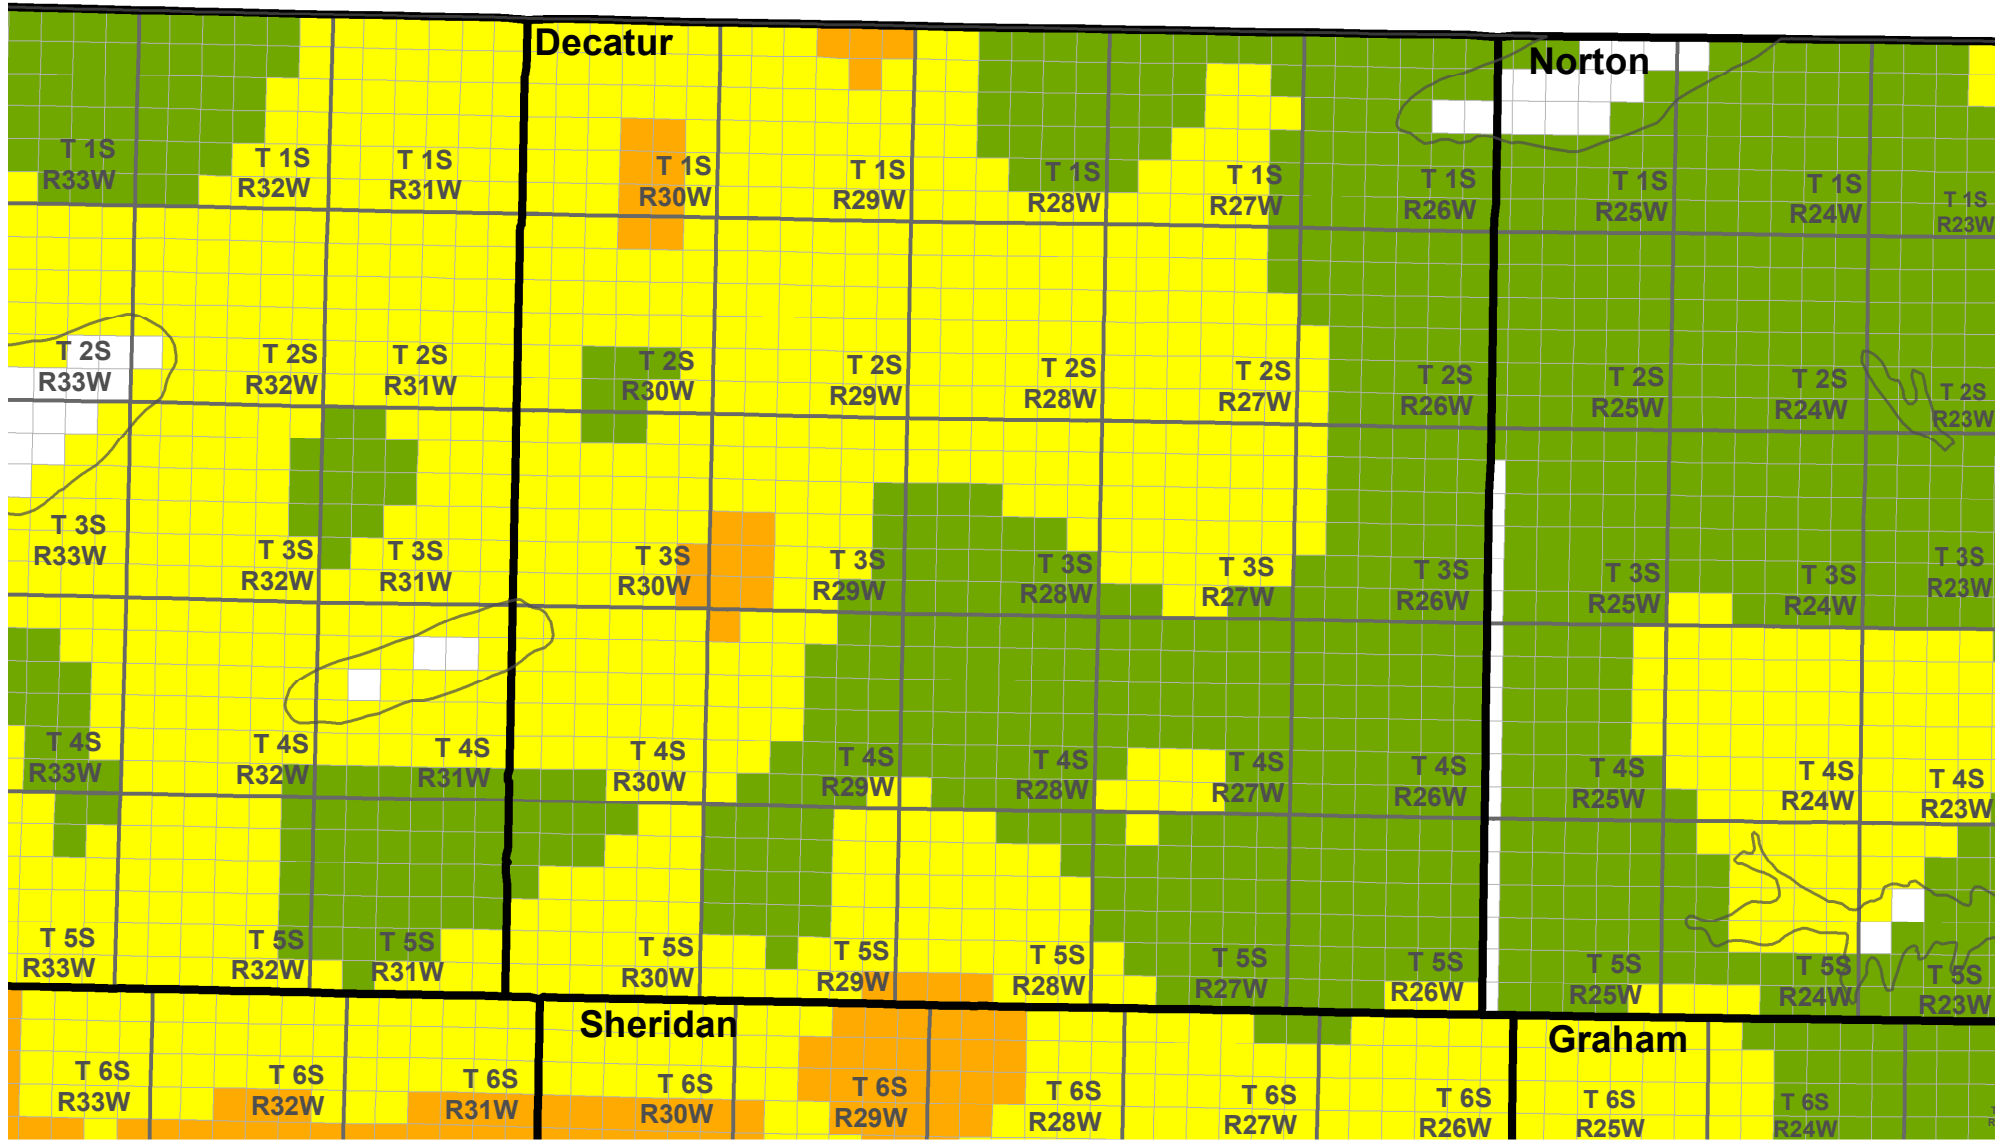 Decatur
Norton
T 1S
R33W
T 1S
R32W
T 1S
R31W
T 1S
R30W
T 1S
R29W
T 1S
R28W
T 1S
R27W
T 1S
R26W
T 1S
R25W
T 1S
R24W
T 1S
R23W
T 2S
R33W
T 2S
R32W
T 2S
R31W
T 2S
R30W
T 2S
R29W
T 2S
R28W
T 2S
R27W
T 2S
R26W
T 2S
R25W
T 2S
R24W
T 2S
R23W
T 3S
R33W
T 3S
R32W
T 3S
R31W
T 3S
R30W
T 3S
R29W
T 3S
R28W
T 3S
R27W
T 3S
R26W
T 3S
R25W
T 3S
R24W
T 3S
R23W
T 4S
R33W
T 4S
R32W
T 4S
R31W
T 4S
R30W
T 4S
R29W
T 4S
R28W
T 4S
R27W
T 4S
R26W
T 4S
R25W
T 4S
R24W
T 4S
R23W
T 5S
R33W
T 5S
R32W
T 5S
R31W
T 5S
R30W
T 5S
R29W
T 5S
R28W
T 5S
R27W
T 5S
R26W
T 5S
R25W
T 5S
R24W
T 5S
R23W
Sheridan
Graham
T 6S
R33W
T 6S
R32W
T 6S
R31W
T 6S
R30W
T 6S
R29W
T 6S
R28W
T 6S
R27W
T 6S
R26W
T 6S
R25W
T 6S
R24W